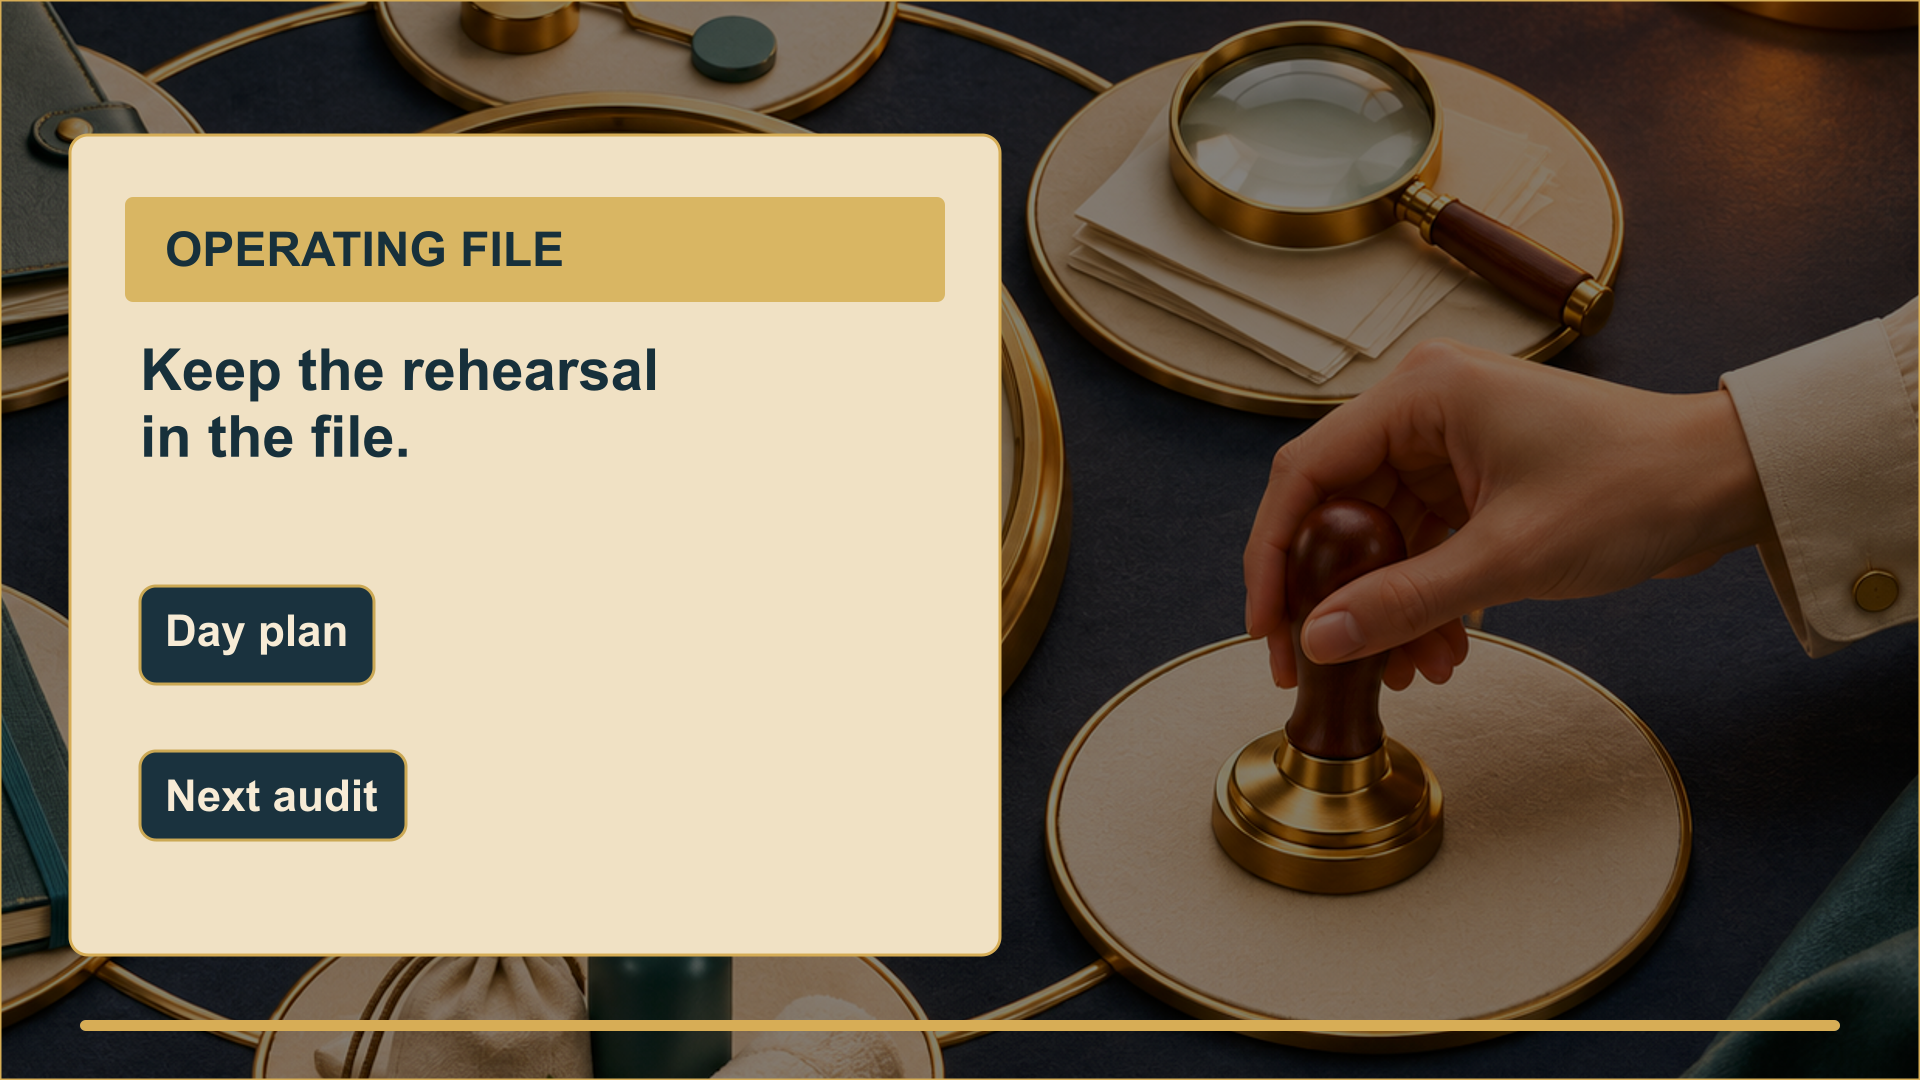 OPERATING FILE
Keep the rehearsal
in the file.
Day plan
Next audit